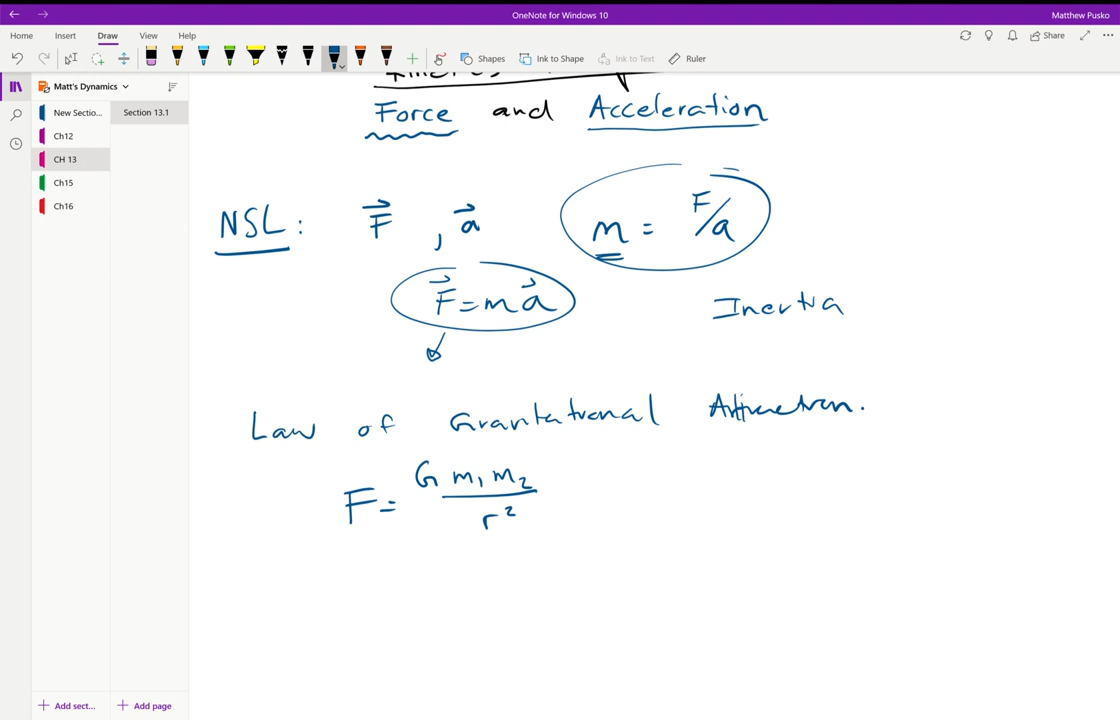 OneNote for Windows 10
Matthew Pusko
Home Insert Draw View Help
Share
Shapes Ink to Shape Ink to Text Ruler
Matt's Dynamics
New Sectio...
Section 13.1
Ch12
CH 13
Ch15
Ch16
Force and Acceleration
NSL: F⃗, a⃗ m = F/a
F⃗=ma⃗
Inertia
Law of Gravitational Attraction.
F= G m₁ m₂ / r²
Add sect... Add page